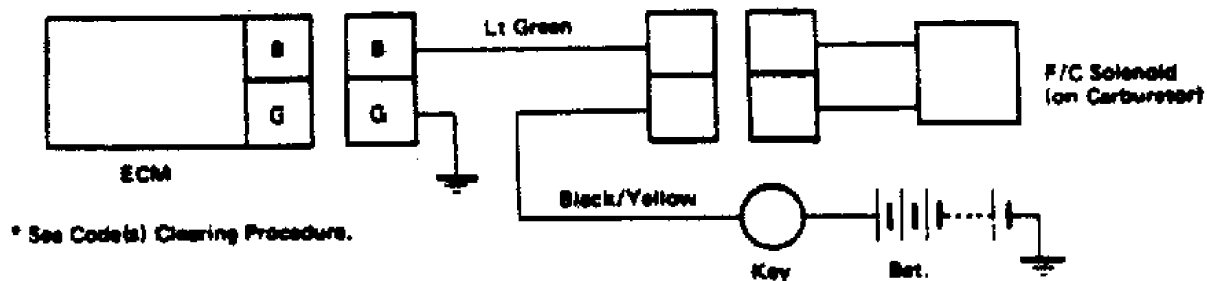 B
B
Lt Green
G
G
F/C Solenoid
(on Carburetor)
ECM
Black/Yellow
* See Code(s) Clearing Procedure.
Key
Bat.